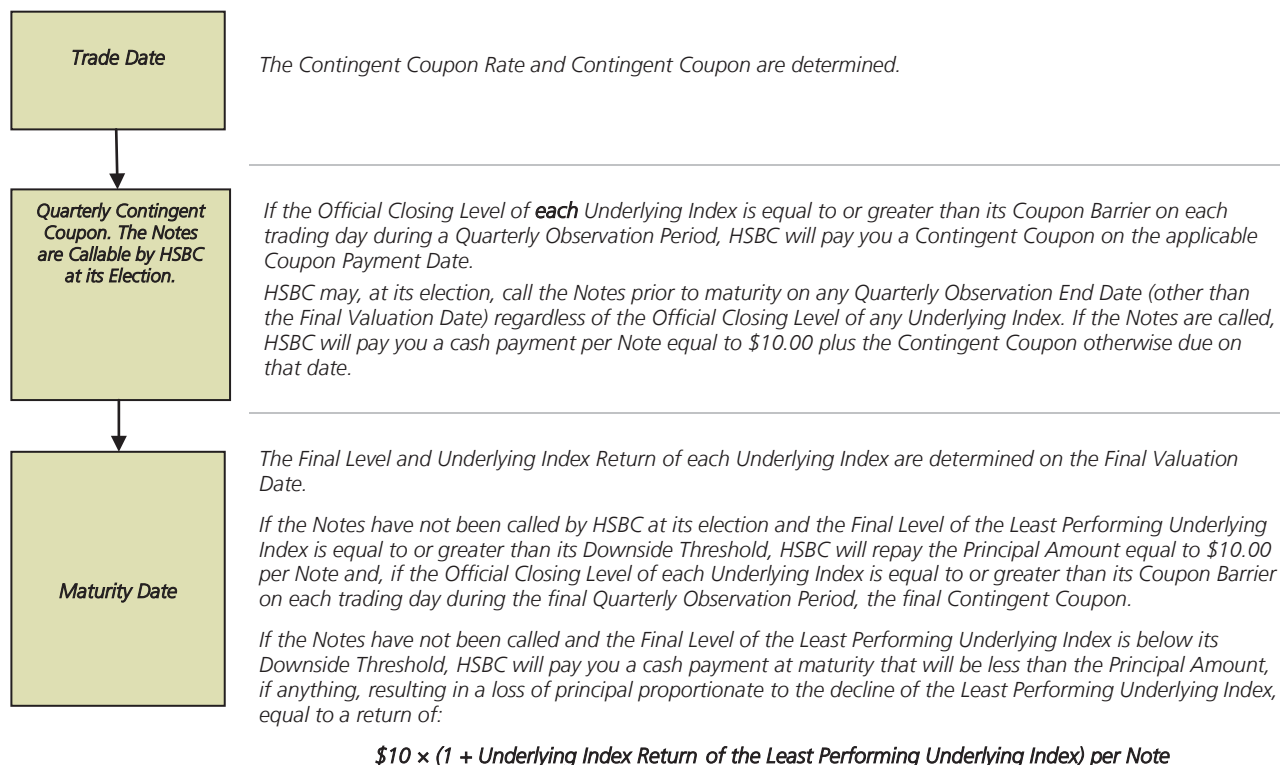 Trade Date
The Contingent Coupon Rate and Contingent Coupon are determined.
Quarterly Contingent
Coupon. The Notes
are Callable by HSBC
at its Election.
If the Official Closing Level of each Underlying Index is equal to or greater than its Coupon Barrier on each
trading day during a Quarterly Observation Period, HSBC will pay you a Contingent Coupon on the applicable
Coupon Payment Date.
HSBC may, at its election, call the Notes prior to maturity on any Quarterly Observation End Date (other than
the Final Valuation Date) regardless of the Official Closing Level of any Underlying Index. If the Notes are called,
HSBC will pay you a cash payment per Note equal to $10.00 plus the Contingent Coupon otherwise due on
that date.
Maturity Date
The Final Level and Underlying Index Return of each Underlying Index are determined on the Final Valuation
Date.
If the Notes have not been called by HSBC at its election and the Final Level of the Least Performing Underlying
Index is equal to or greater than its Downside Threshold, HSBC will repay the Principal Amount equal to $10.00
per Note and, if the Official Closing Level of each Underlying Index is equal to or greater than its Coupon Barrier
on each trading day during the final Quarterly Observation Period, the final Contingent Coupon.
If the Notes have not been called and the Final Level of the Least Performing Underlying Index is below its
Downside Threshold, HSBC will pay you a cash payment at maturity that will be less than the Principal Amount,
if anything, resulting in a loss of principal proportionate to the decline of the Least Performing Underlying Index,
equal to a return of:
$10 × (1 + Underlying Index Return of the Least Performing Underlying Index) per Note